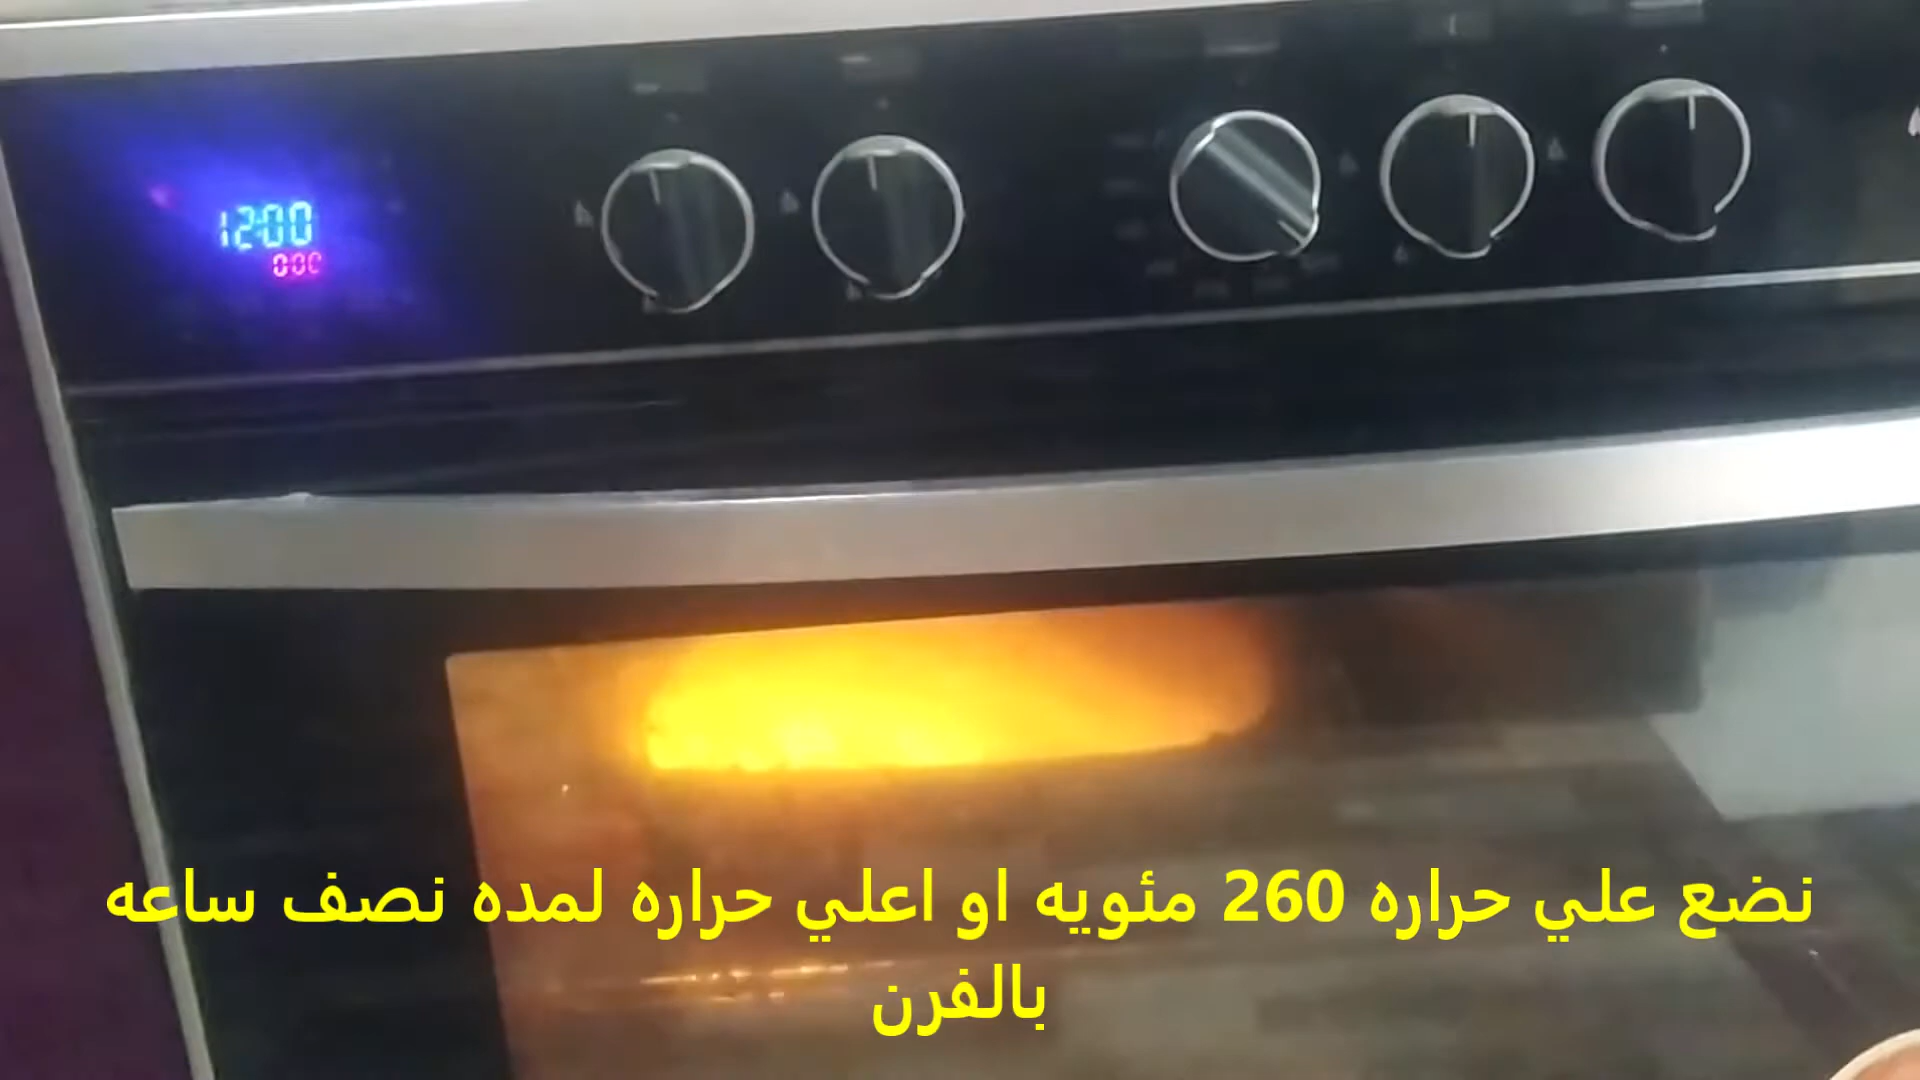 12:00
000
نضع علي حراره 260 مئويه او اعلي حراره لمده نصف ساعه
بالفرن